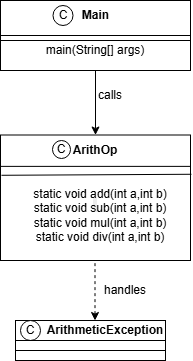 C Main
main(String[] args)
calls
C ArithOp
static void add(int a,int b)
static void sub(int a,int b)
static void mul(int a,int b)
static void div(int a,int b)
handles
C ArithmeticException